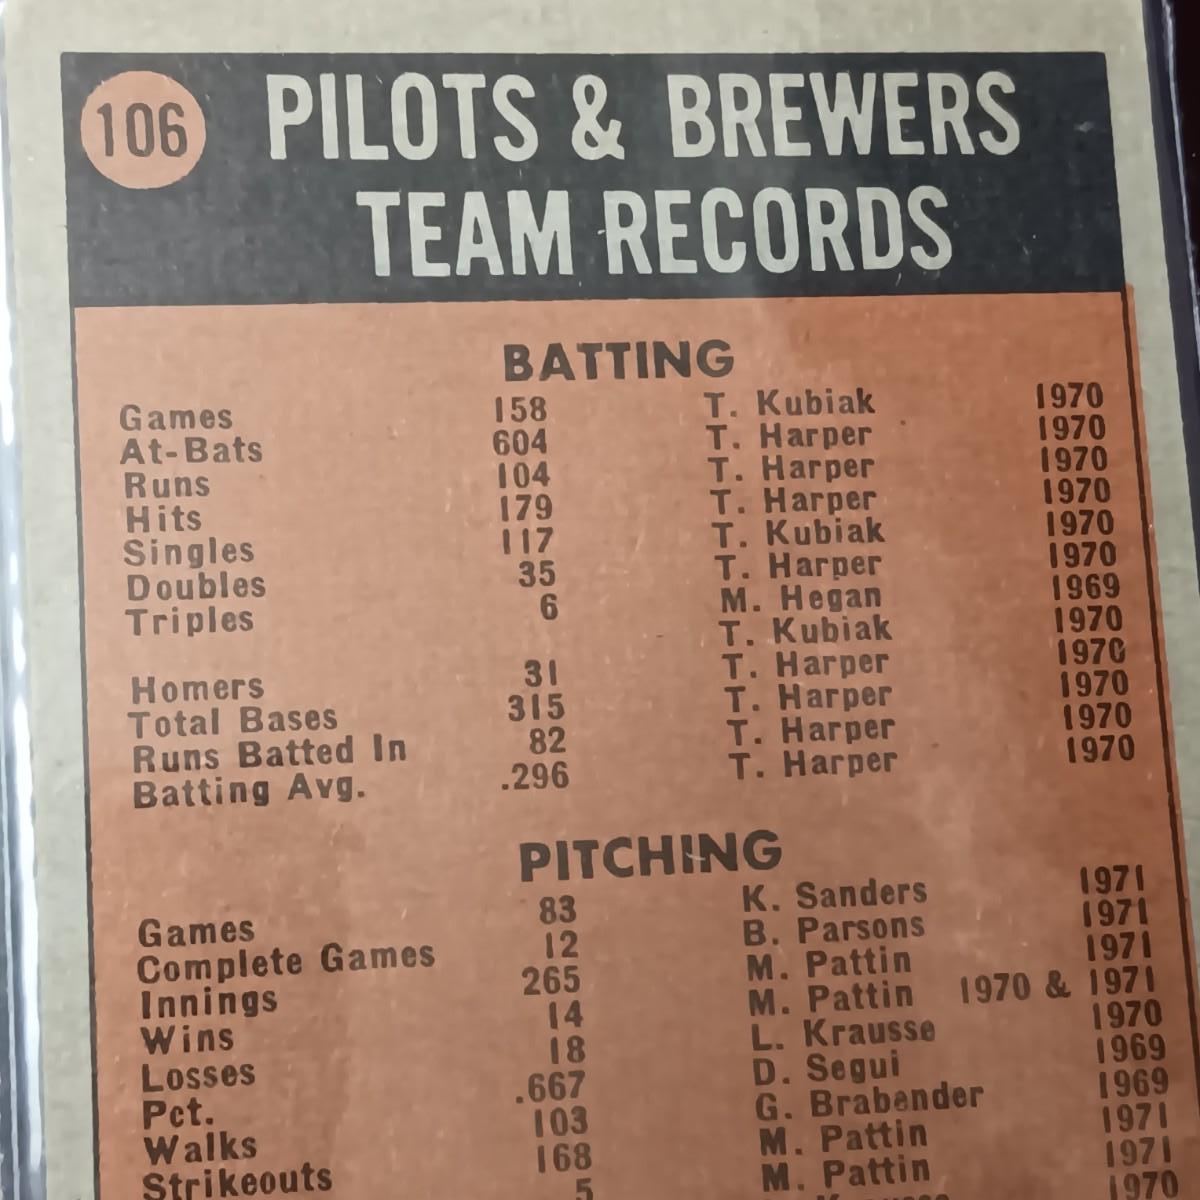 106 PILOTS & BREWERS
TEAM RECORDS
BATTING
Games 158 T. Kubiak 1970
At-Bats 604 T. Harper 1970
Runs 104 T. Harper 1970
Hits 179 T. Harper 1970
Singles 117 T. Kubiak 1970
Doubles 35 T. Harper 1970
Triples 6 M. Hegan 1969
T. Kubiak 1970
Homers 31 T. Harper 1970
Total Bases 315 T. Harper 1970
Runs Batted In 82 T. Harper 1970
Batting Avg. .296 T. Harper 1970
PITCHING
Games 83 K. Sanders 1971
Complete Games 12 B. Parsons 1971
Innings 265 M. Pattin 1971
Wins 14 M. Pattin 1970 & 1971
Losses 18 L. Krausse 1970
Pct. .667 D. Segui 1969
Walks 103 G. Brabender 1969
Strikeouts 168 M. Pattin 1971
5 M. Pattin 1971
Krausse 1970